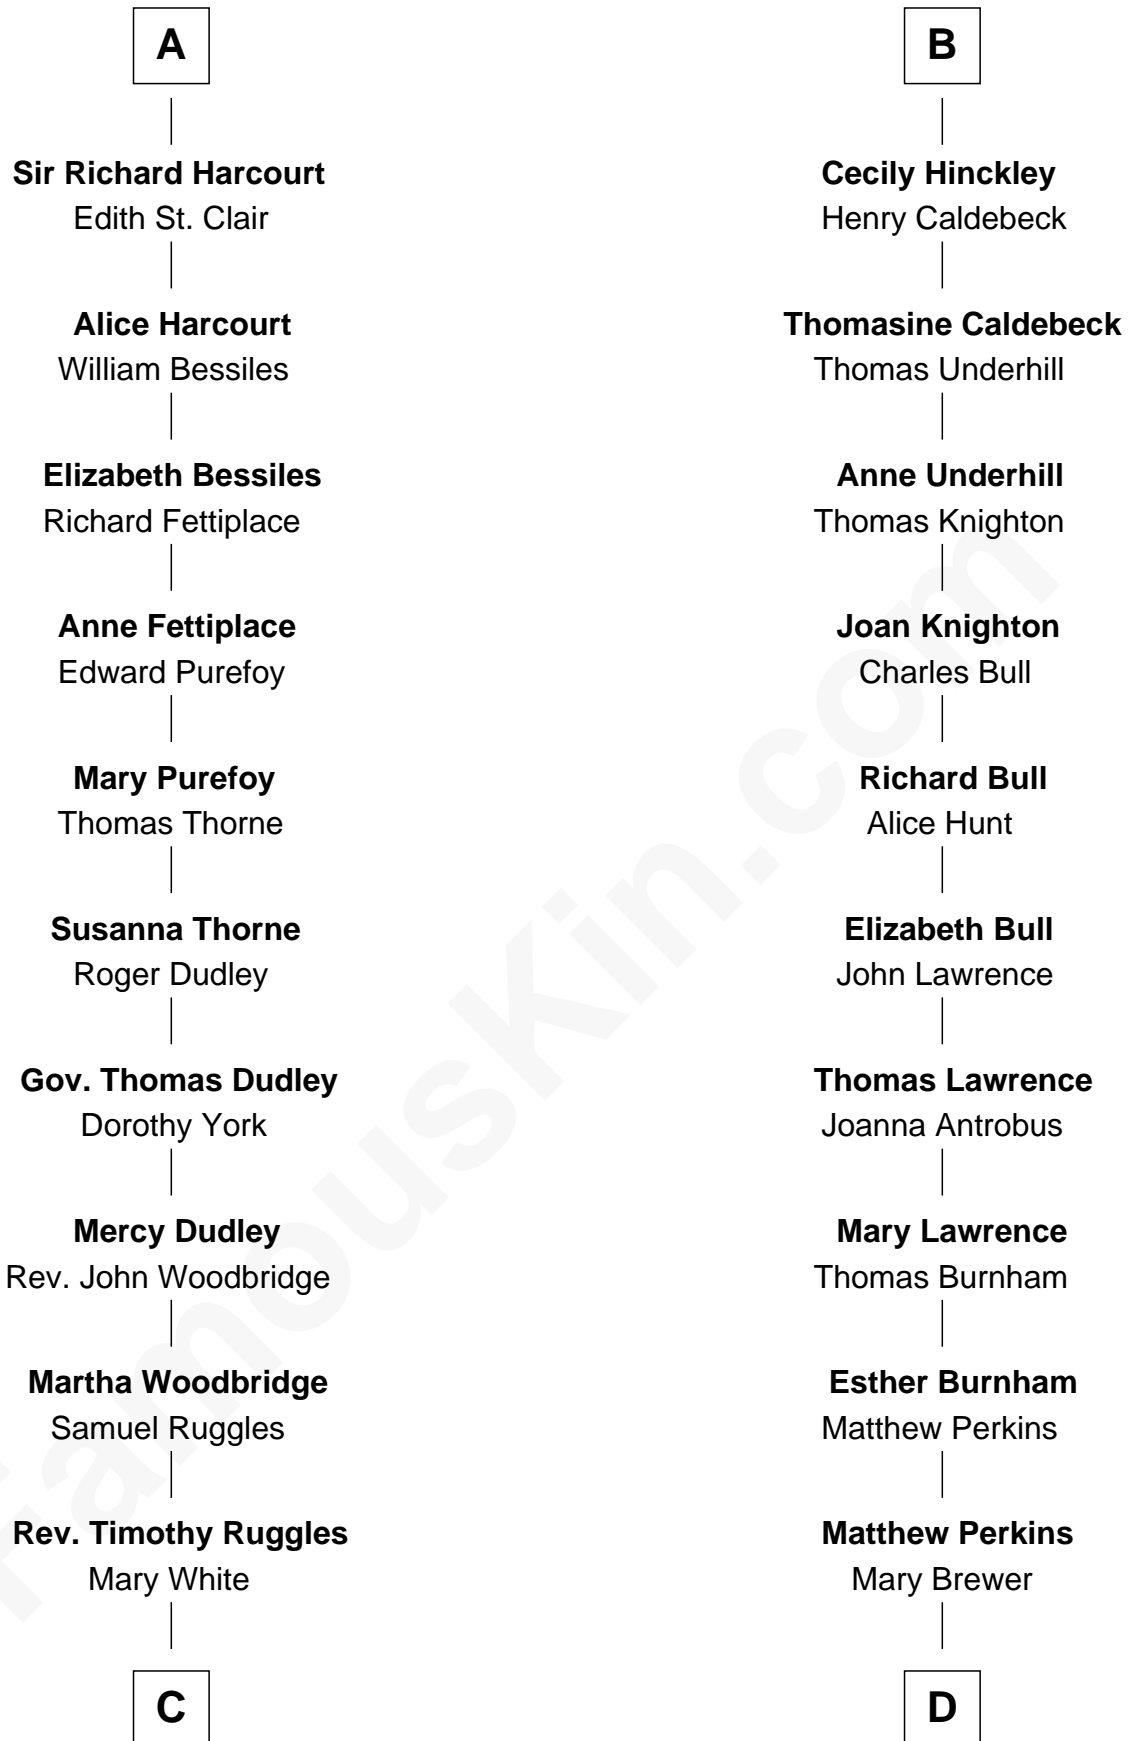 A
Sir Richard Harcourt
Edith St. Clair
Alice Harcourt
William Bessiles
Elizabeth Bessiles
Richard Fettiplace
Anne Fettiplace
Edward Purefoy
Mary Purefoy
Thomas Thorne
Susanna Thorne
Roger Dudley
Gov. Thomas Dudley
Dorothy York
Mercy Dudley
Rev. John Woodbridge
Martha Woodbridge
Samuel Ruggles
Rev. Timothy Ruggles
Mary White
C
B
Cecily Hinckley
Henry Caldebeck
Thomasine Caldebeck
Thomas Underhill
Anne Underhill
Thomas Knighton
Joan Knighton
Charles Bull
Richard Bull
Alice Hunt
Elizabeth Bull
John Lawrence
Thomas Lawrence
Joanna Antrobus
Mary Lawrence
Thomas Burnham
Esther Burnham
Matthew Perkins
Matthew Perkins
Mary Brewer
D
FamousKin.com